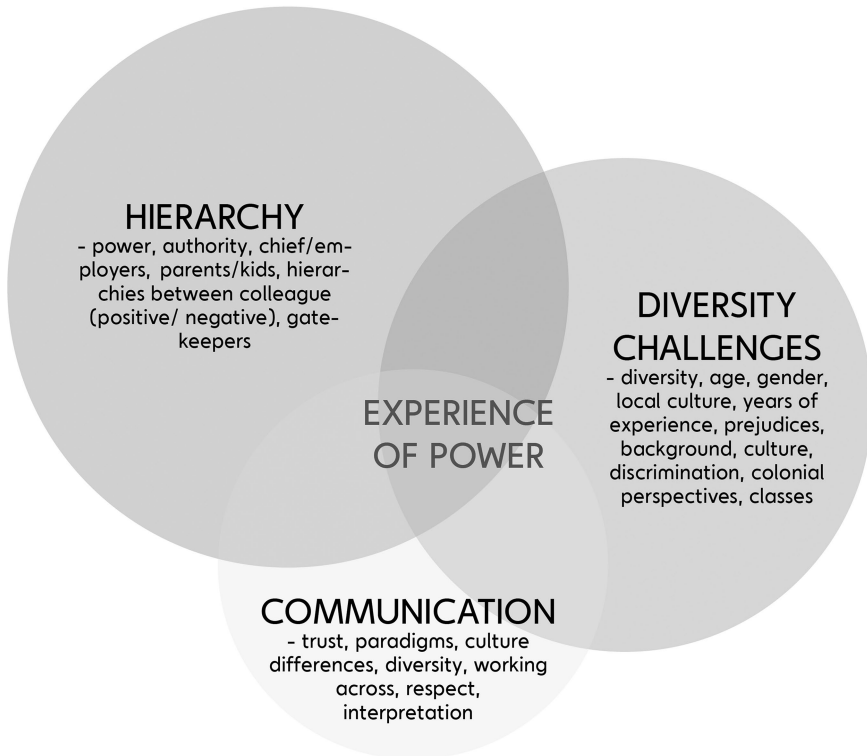 HIERARCHY
- power, authority, chief/em-
ployers, parents/kids, hierar-
chies between colleague
(positive/ negative), gate-
keepers
DIVERSITY
CHALLENGES
- diversity, age, gender,
local culture, years of
experience, prejudices,
background, culture,
discrimination, colonial
perspectives, classes
EXPERIENCE
OF POWER
COMMUNICATION
- trust, paradigms, culture
differences, diversity, working
across, respect,
interpretation